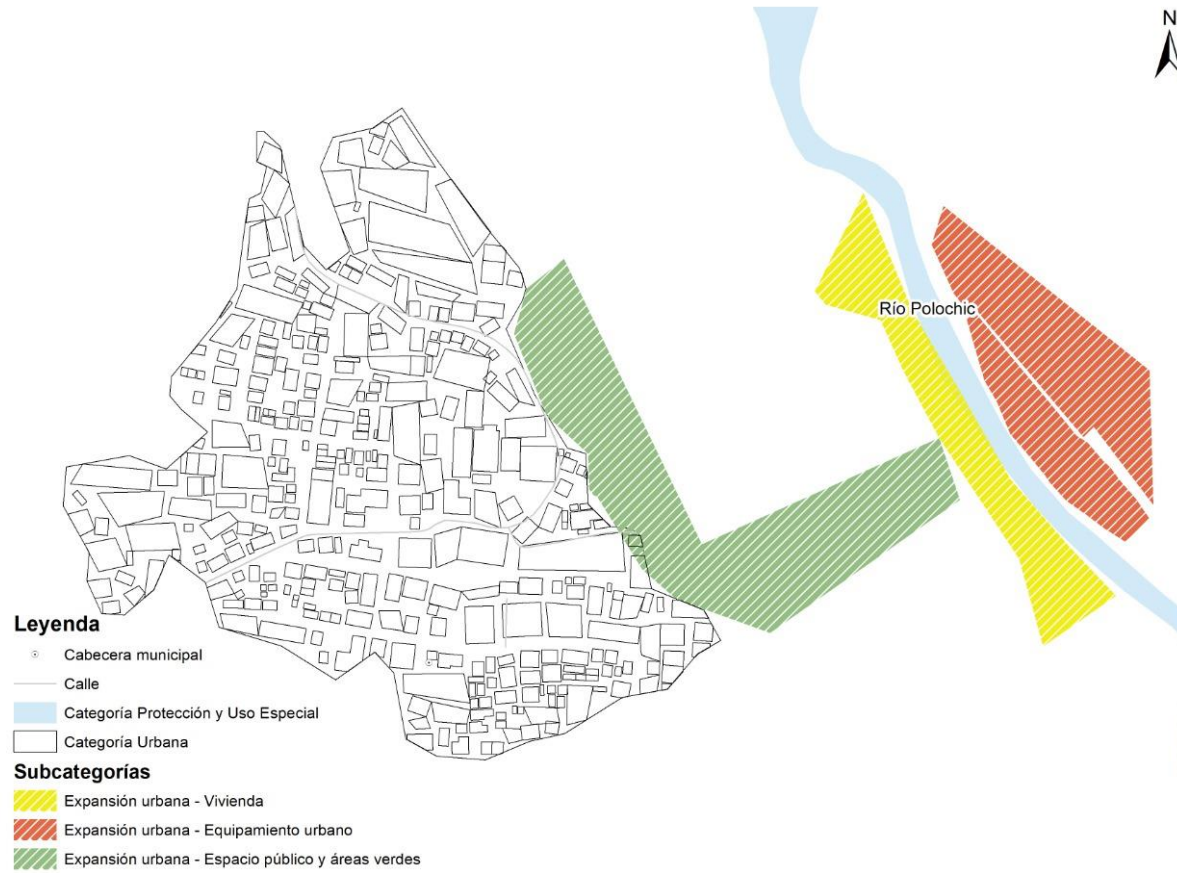 N
Río Polochic
Leyenda
Cabecera municipal
Calle
Categoría Protección y Uso Especial
Categoría Urbana
Subcategorías
Expansión urbana - Vivienda
Expansión urbana - Equipamiento urbano
Expansión urbana - Espacio público y áreas verdes